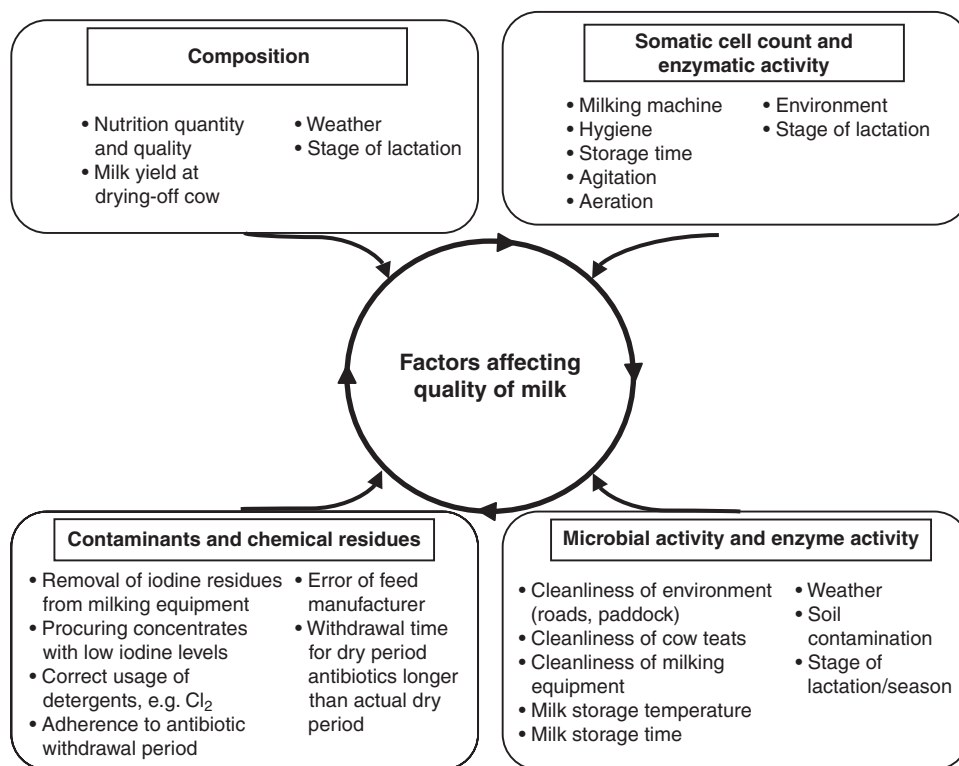 Composition
• Nutrition quantity
and quality
• Milk yield at
drying-off cow
• Weather
• Stage of lactation
Somatic cell count and
enzymatic activity
• Milking machine
• Hygiene
• Storage time
• Agitation
• Aeration
• Environment
• Stage of lactation
Factors affecting
quality of milk
Contaminants and chemical residues
• Removal of iodine residues
from milking equipment
• Procuring concentrates
with low iodine levels
• Correct usage of
detergents, e.g. Cl₂
• Adherence to antibiotic
withdrawal period
• Error of feed
manufacturer
• Withdrawal time
for dry period
antibiotics longer
than actual dry
period
Microbial activity and enzyme activity
• Cleanliness of environment
(roads, paddock)
• Cleanliness of cow teats
• Cleanliness of milking
equipment
• Milk storage temperature
• Milk storage time
• Weather
• Soil
contamination
• Stage of
lactation/season